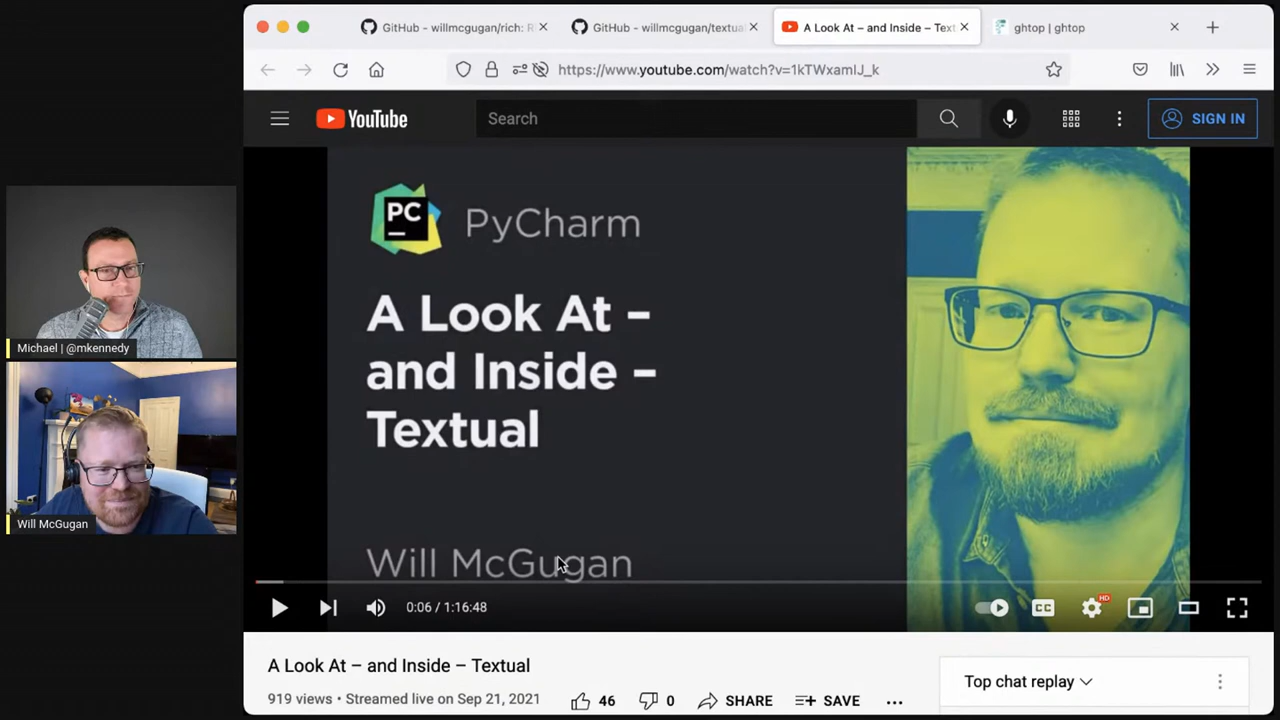 GitHub - willmcgugan/rich: R
GitHub - willmcgugan/textua
A Look At – and Inside – Text
ghtop | ghtop
https://www.youtube.com/watch?v=1kTWxamIJ_k
YouTube
Search
SIGN IN
PC
PyCharm
A Look At –
and Inside –
Textual
Will McGugan
0:06 / 1:16:48
CC
HD
A Look At – and Inside – Textual
919 views • Streamed live on Sep 21, 2021
46
0
SHARE
SAVE
Top chat replay
Michael | @mkennedy
Will McGugan